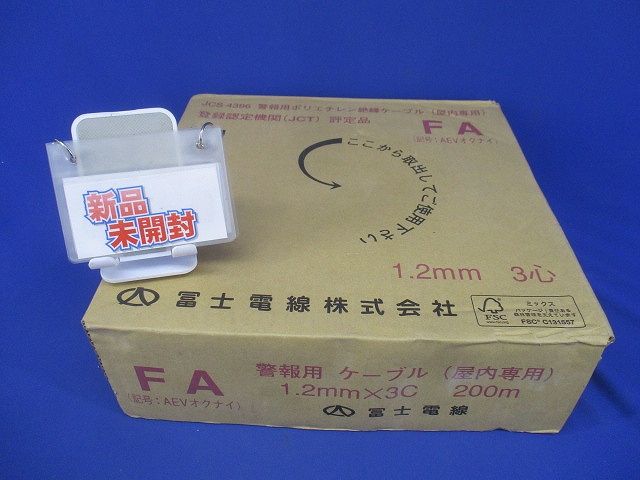 JCS 4396 警報用ポリエチレン絶縁ケーブル(屋内専用)
登録認定機関(JCT) 評定品
FA
(記号:AEVオクナイ)
ここから取出してご使用下さい
新品
未開封
1.2mm 3心
冨士電線株式会社
FSC
ミックス
FSC® C131557
FA
(記号:AEVオクナイ)
警報用 ケーブル (屋内専用)
1.2mm×3C 200m
冨士電線